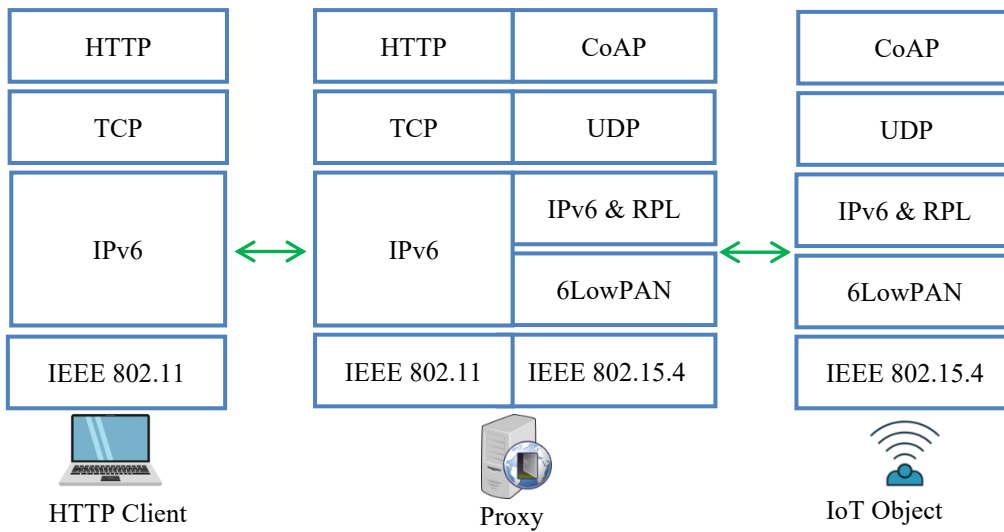 HTTP HTTP CoAP CoAP
TCP TCP UDP UDP
IPv6 IPv6 IPv6 & RPL IPv6 & RPL
6LowPAN 6LowPAN
IEEE 802.11 IEEE 802.11 IEEE 802.15.4 IEEE 802.15.4
HTTP Client Proxy IoT Object